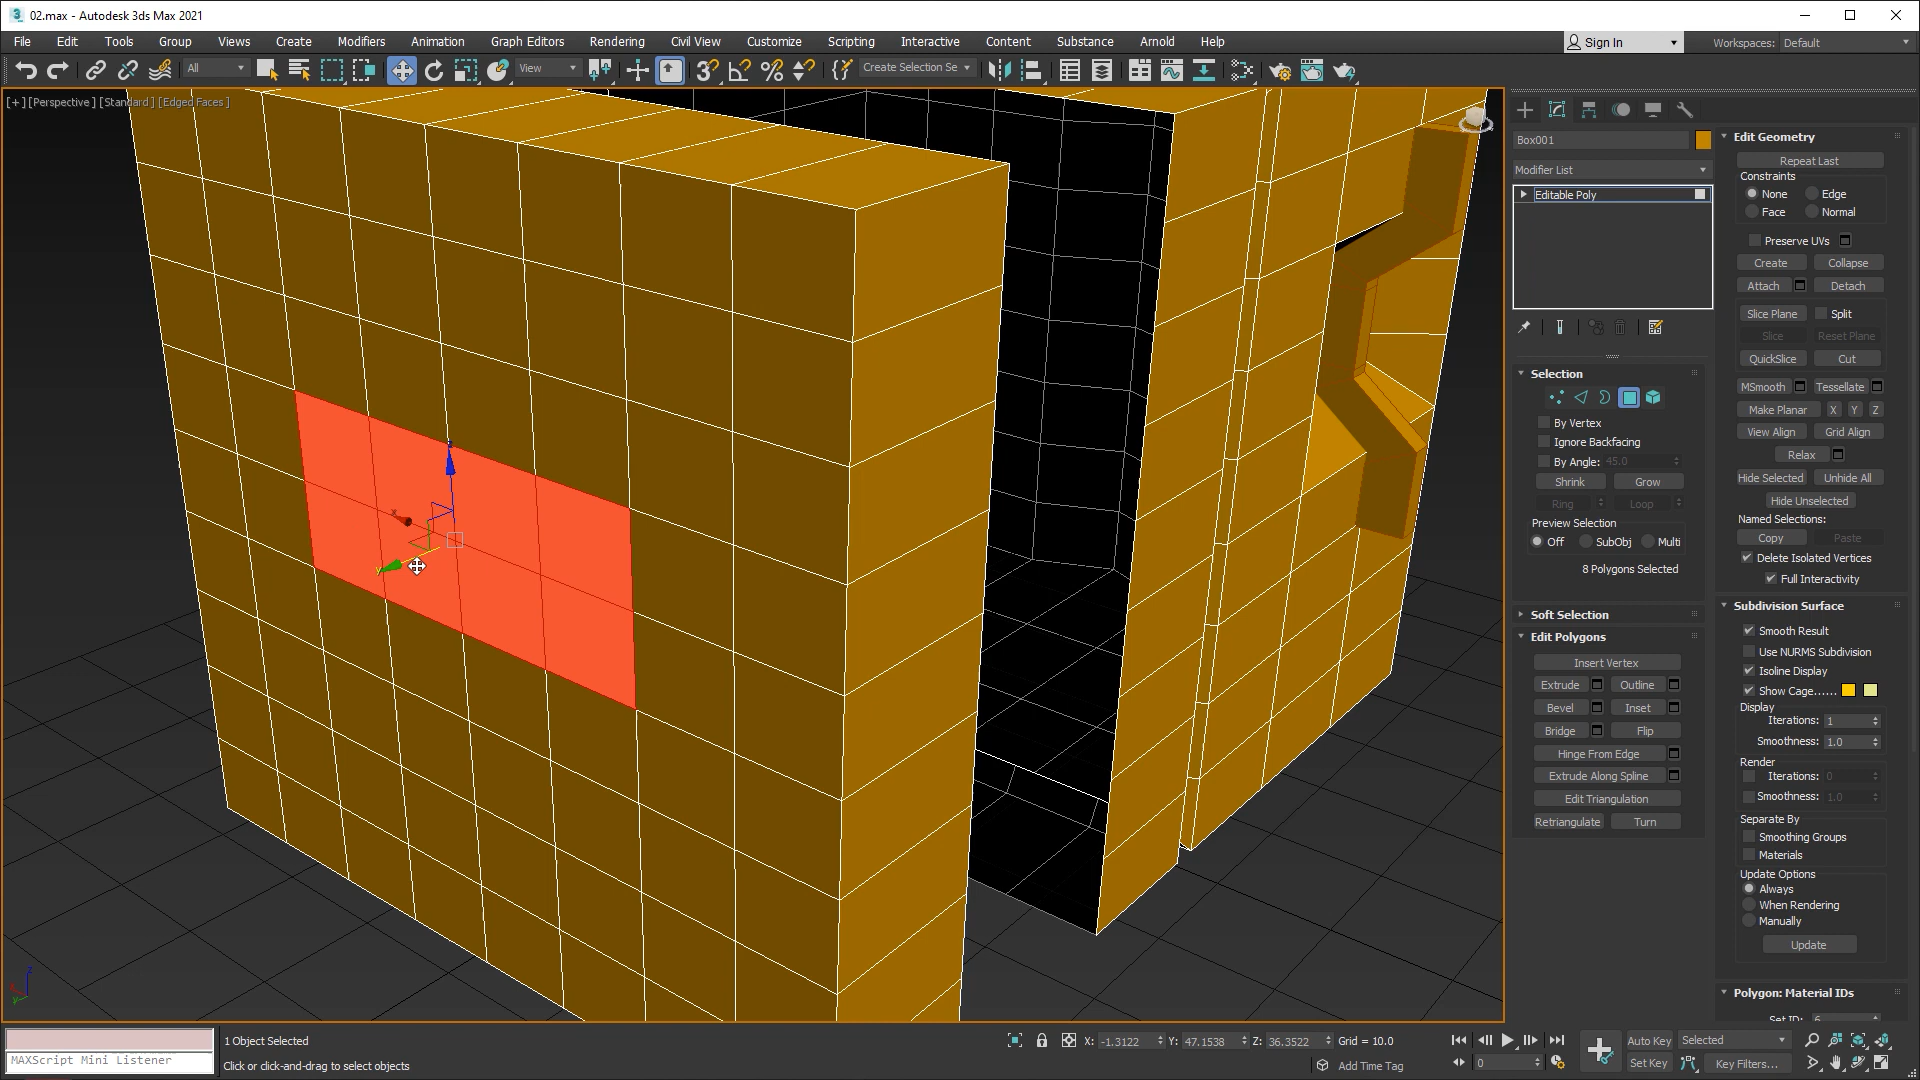 02.max - Autodesk 3ds Max 2021
File Edit Tools Group Views Create Modifiers Animation Graph Editors Rendering Civil View Customize Scripting Interactive Content Substance Arnold Help
Sign In
Workspaces: Default
All
View
Create Selection Se
[+] [Perspective] [Standard] [Edged Faces]
Box001
Modifier List
Editable Poly
Selection
By Vertex
Ignore Backfacing
By Angle: 45.0
Shrink Grow
Ring Loop
Preview Selection
Off SubObj Multi
8 Polygons Selected
Soft Selection
Edit Polygons
Insert Vertex
Extrude Outline
Bevel Inset
Bridge Flip
Hinge From Edge
Extrude Along Spline
Edit Triangulation
Retriangulate Turn
Edit Geometry
Repeat Last
Constraints
None Edge
Face Normal
Preserve UVs
Create Collapse
Attach Detach
Slice Plane Split
Slice Reset Plane
QuickSlice Cut
MSmooth Tessellate
Make Planar X Y Z
View Align Grid Align
Relax
Hide Selected Unhide All
Hide Unselected
Named Selections:
Copy Paste
Delete Isolated Vertices
Full Interactivity
Subdivision Surface
Smooth Result
Use NURMS Subdivision
Isoline Display
Show Cage......
Display
Iterations: 1
Smoothness: 1.0
Render
Iterations: 0
Smoothness: 1.0
Separate By
Smoothing Groups
Materials
Update Options
Always
When Rendering
Manually
Update
Polygon: Material IDs
Set ID: 6
x
y
z
MAXScript Mini Listener
1 Object Selected
Click or click-and-drag to select objects
X: -1.3122 Y: 47.1538 Z: 36.3522 Grid = 10.0
Add Time Tag
0
Auto Key Selected
Set Key Key Filters...